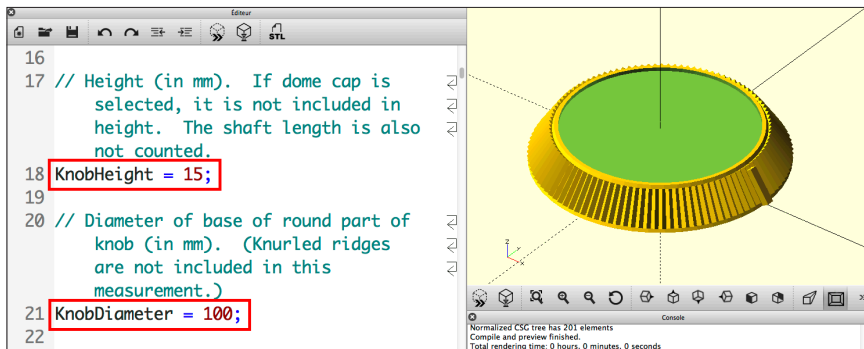 Éditeur
STL
16
17 // Height (in mm).  If dome cap is
selected, it is not included in
height.  The shaft length is also
not counted.
18 KnobHeight = 15;
19
20 // Diameter of base of round part of
knob (in mm).  (Knurled ridges
are not included in this
measurement.)
21 KnobDiameter = 100;
22
z
y
x
»
Console
Normalized CSG tree has 201 elements
Compile and preview finished.
Total rendering time: 0 hours, 0 minutes, 0 seconds